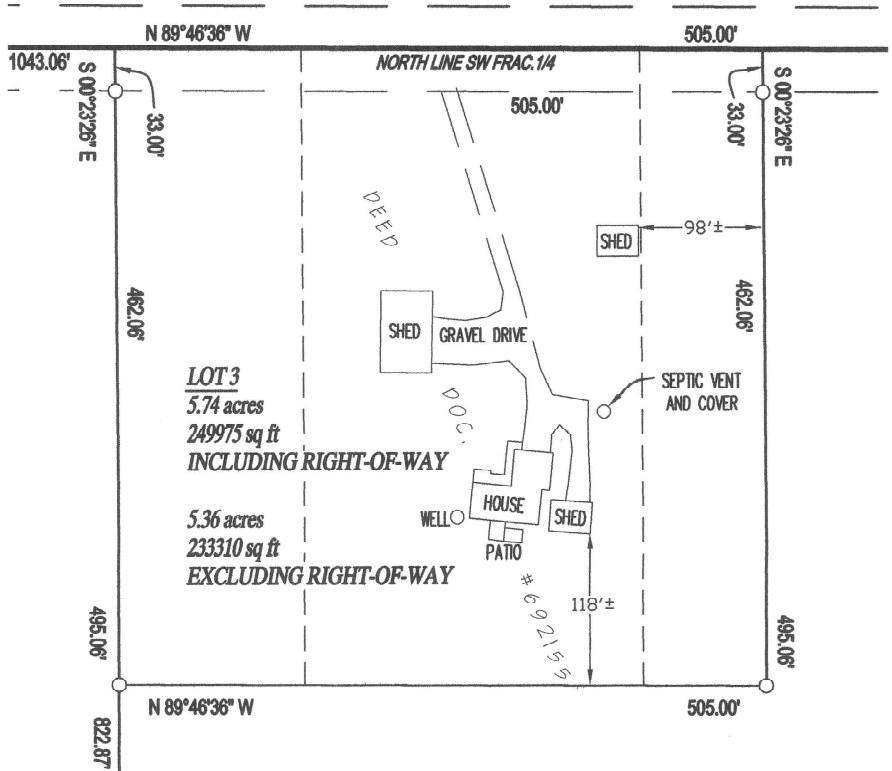 N 89°46'36" W
505.00'
1043.06'
NORTH LINE SW FRAC.1/4
S 00°23'26" E
33.00'
505.00'
33.00'
S 00°23'26" E
DEED
SHED
98'±
462.06'
462.06'
SHED
GRAVEL DRIVE
LOT 3
5.74 acres
249975 sq ft
INCLUDING RIGHT-OF-WAY
SEPTIC VENT
AND COVER
DOC.
5.36 acres
233310 sq ft
EXCLUDING RIGHT-OF-WAY
HOUSE
WELL
SHED
PATIO
#692155
118'±
495.06'
495.06'
N 89°46'36" W
505.00'
822.87'